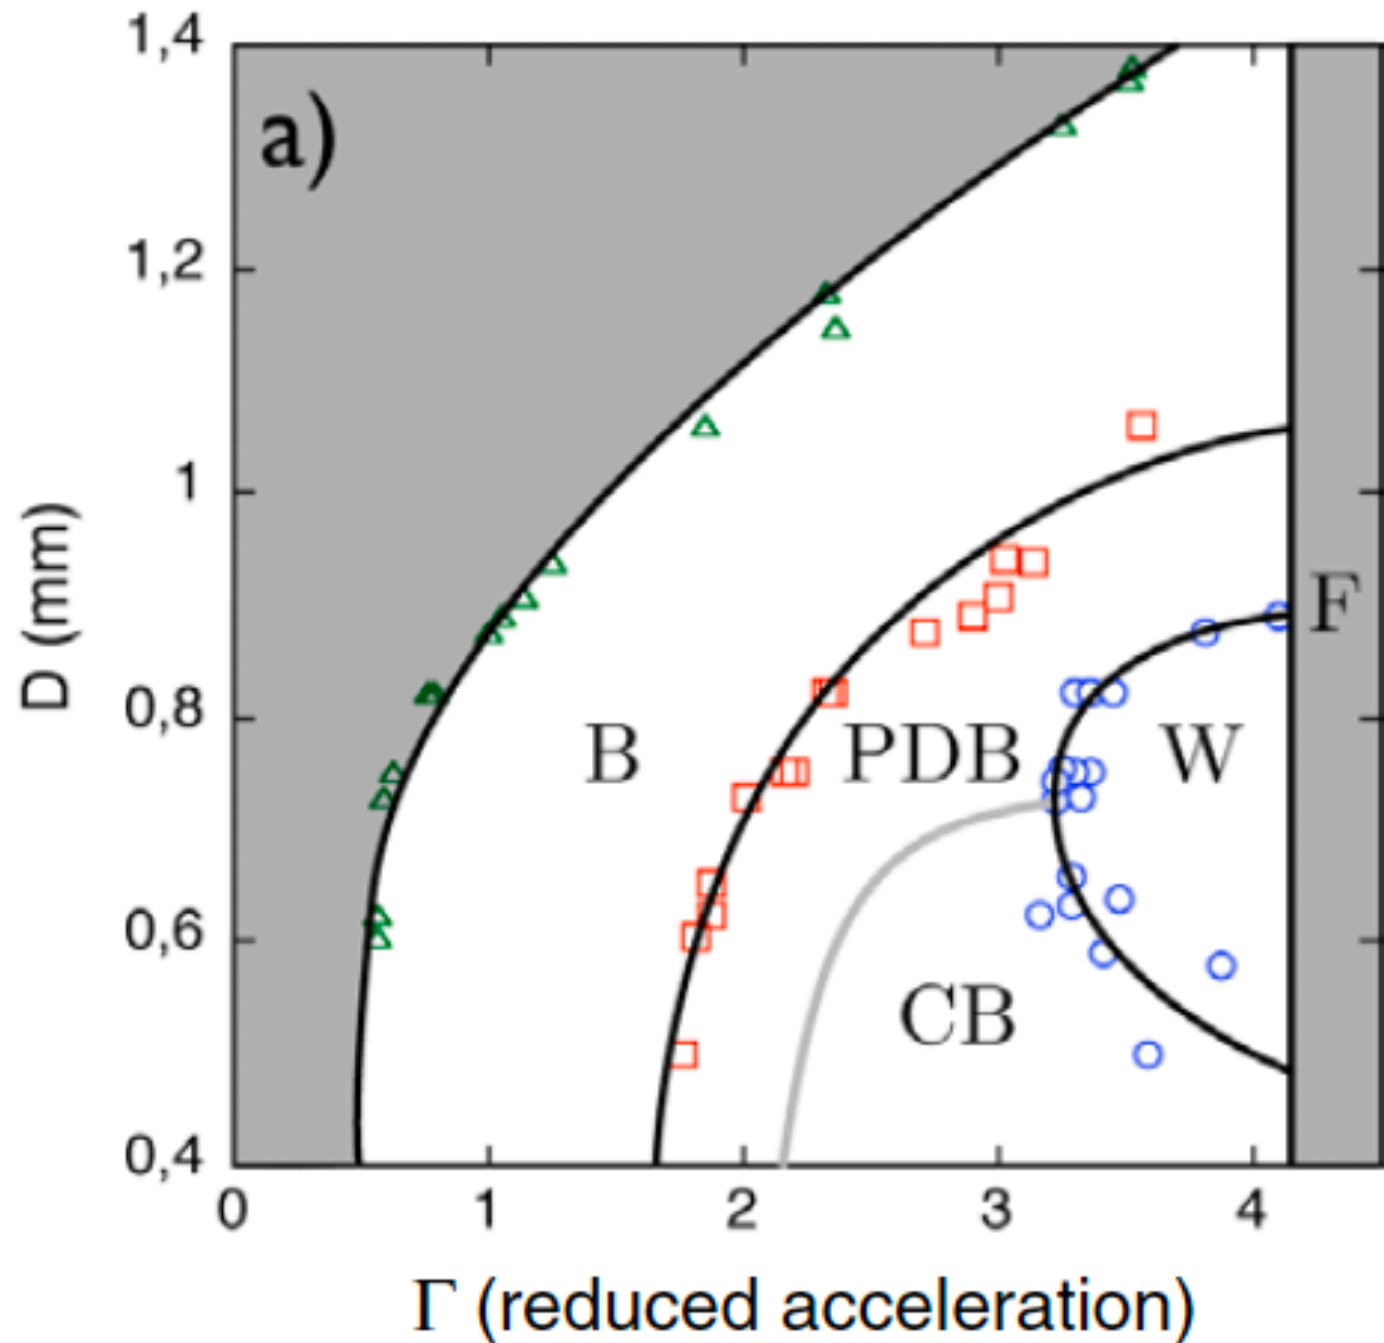 a)
1,4
1,2
1
0,8
0,6
0,4
D (mm)
B
PDB
W
F
CB
0
1
2
3
4
Γ (reduced acceleration)